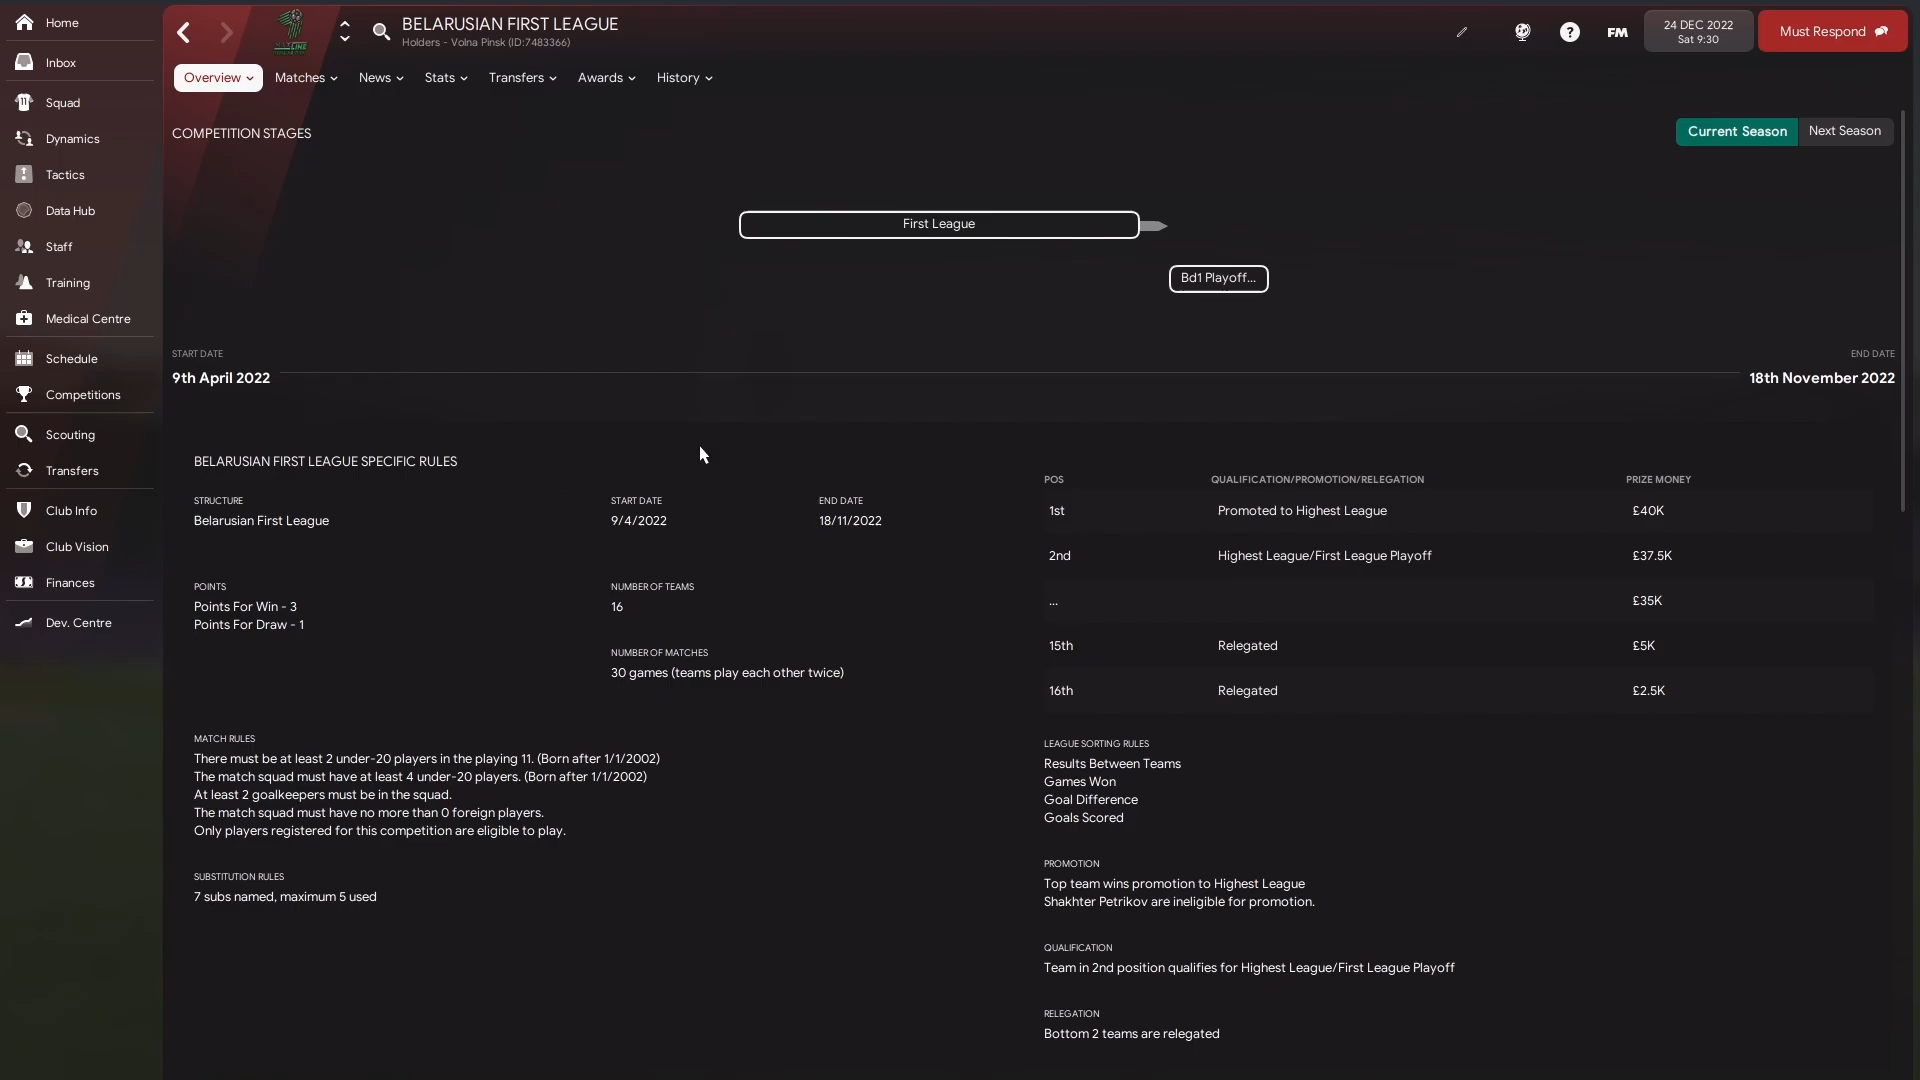 Home
Inbox
Squad
Dynamics
Tactics
Data Hub
Staff
Training
Medical Centre
Schedule
Competitions
Scouting
Transfers
Club Info
Club Vision
Finances
Dev. Centre
BELARUSIAN FIRST LEAGUE
Holders - Volna Pinsk (ID:7483366)
FM
24 DEC 2022
Sat 9:30
Must Respond
Overview Matches News Stats Transfers Awards History
COMPETITION STAGES
Current Season Next Season
First League
Bd1 Playoff...
START DATE
9th April 2022
END DATE
18th November 2022
BELARUSIAN FIRST LEAGUE SPECIFIC RULES
STRUCTURE
Belarusian First League
START DATE
9/4/2022
END DATE
18/11/2022
POINTS
Points For Win - 3
Points For Draw - 1
NUMBER OF TEAMS
16
NUMBER OF MATCHES
30 games (teams play each other twice)
MATCH RULES
There must be at least 2 under-20 players in the playing 11. (Born after 1/1/2002)
The match squad must have at least 4 under-20 players. (Born after 1/1/2002)
At least 2 goalkeepers must be in the squad.
The match squad must have no more than 0 foreign players.
Only players registered for this competition are eligible to play.
SUBSTITUTION RULES
7 subs named, maximum 5 used
POS QUALIFICATION/PROMOTION/RELEGATION PRIZE MONEY
1st Promoted to Highest League £40K
2nd Highest League/First League Playoff £37.5K
... £35K
15th Relegated £5K
16th Relegated £2.5K
LEAGUE SORTING RULES
Results Between Teams
Games Won
Goal Difference
Goals Scored
PROMOTION
Top team wins promotion to Highest League
Shakhter Petrikov are ineligible for promotion.
QUALIFICATION
Team in 2nd position qualifies for Highest League/First League Playoff
RELEGATION
Bottom 2 teams are relegated